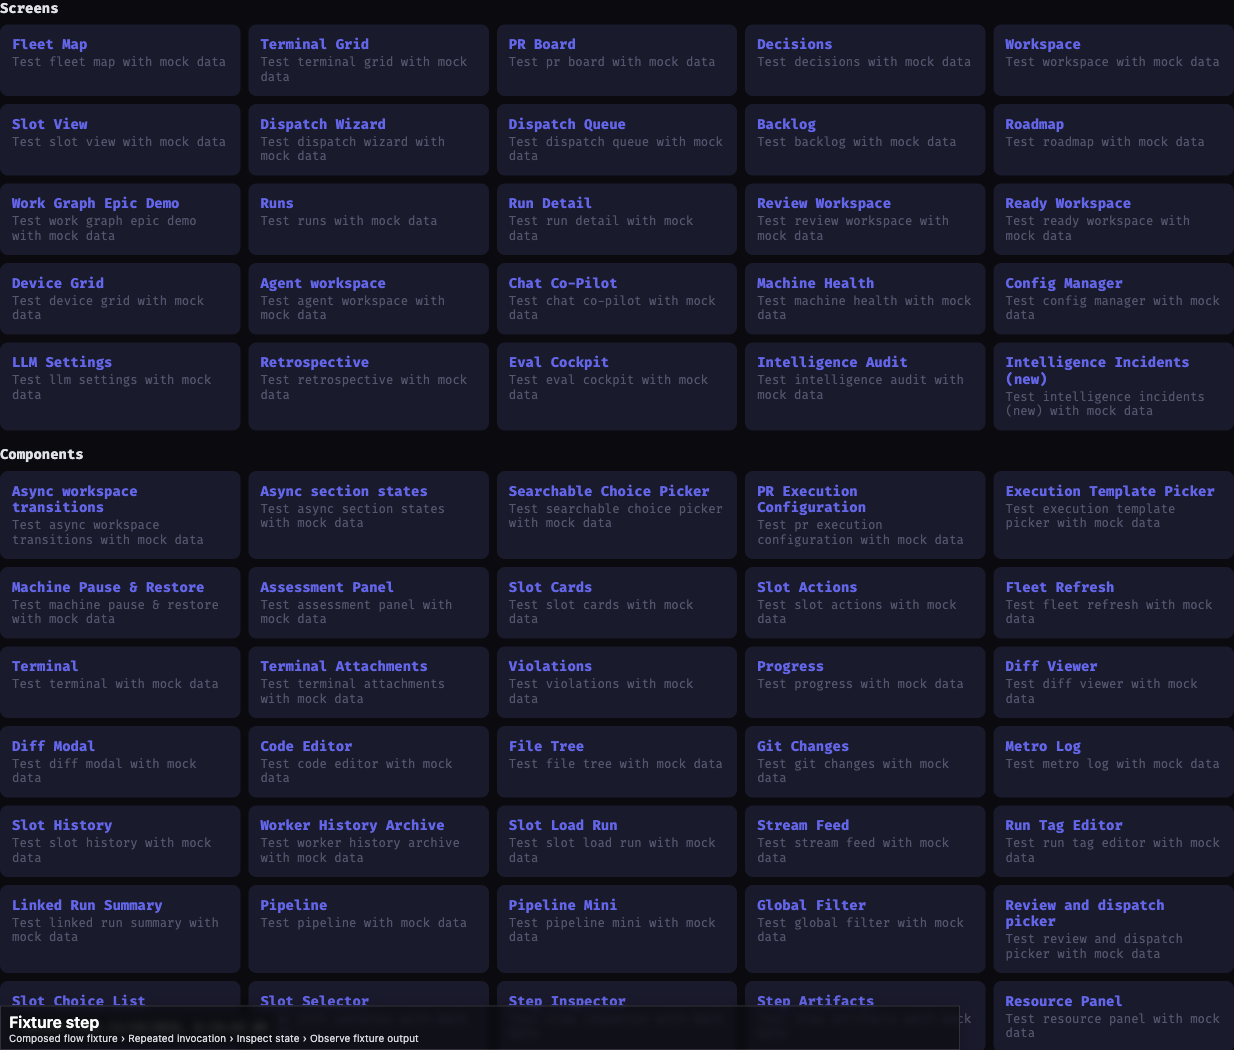 Screens
Fleet Map
Test fleet map with mock data
Terminal Grid
Test terminal grid with mock
data
PR Board
Test pr board with mock data
Decisions
Test decisions with mock data
Workspace
Test workspace with mock data
Slot View
Test slot view with mock data
Dispatch Wizard
Test dispatch wizard with
mock data
Dispatch Queue
Test dispatch queue with mock
data
Backlog
Test backlog with mock data
Roadmap
Test roadmap with mock data
Work Graph Epic Demo
Test work graph epic demo
with mock data
Runs
Test runs with mock data
Run Detail
Test run detail with mock
data
Review Workspace
Test review workspace with
mock data
Ready Workspace
Test ready workspace with
mock data
Device Grid
Test device grid with mock
data
Agent workspace
Test agent workspace with
mock data
Chat Co-Pilot
Test chat co-pilot with mock
data
Machine Health
Test machine health with mock
data
Config Manager
Test config manager with mock
data
LLM Settings
Test llm settings with mock
data
Retrospective
Test retrospective with mock
data
Eval Cockpit
Test eval cockpit with mock
data
Intelligence Audit
Test intelligence audit with
mock data
Intelligence Incidents
(new)
Test intelligence incidents
(new) with mock data
Components
Async workspace
transitions
Test async workspace
transitions with mock data
Async section states
Test async section states
with mock data
Searchable Choice Picker
Test searchable choice picker
with mock data
PR Execution
Configuration
Test pr execution
configuration with mock data
Execution Template Picker
Test execution template
picker with mock data
Machine Pause & Restore
Test machine pause & restore
with mock data
Assessment Panel
Test assessment panel with
mock data
Slot Cards
Test slot cards with mock
data
Slot Actions
Test slot actions with mock
data
Fleet Refresh
Test fleet refresh with mock
data
Terminal
Test terminal with mock data
Terminal Attachments
Test terminal attachments
with mock data
Violations
Test violations with mock
data
Progress
Test progress with mock data
Diff Viewer
Test diff viewer with mock
data
Diff Modal
Test diff modal with mock
data
Code Editor
Test code editor with mock
data
File Tree
Test file tree with mock data
Git Changes
Test git changes with mock
data
Metro Log
Test metro log with mock data
Slot History
Test slot history with mock
data
Worker History Archive
Test worker history archive
with mock data
Slot Load Run
Test slot load run with mock
data
Stream Feed
Test stream feed with mock
data
Run Tag Editor
Test run tag editor with mock
data
Linked Run Summary
Test linked run summary with
mock data
Pipeline
Test pipeline with mock data
Pipeline Mini
Test pipeline mini with mock
data
Global Filter
Test global filter with mock
data
Review and dispatch
picker
Test review and dispatch
picker with mock data
Slot Choice List
Slot Selector
Step Inspector
Step Artifacts
Resource Panel
Test resource panel with mock
data
Fixture step
Composed flow fixture › Repeated invocation › Inspect state › Observe fixture output